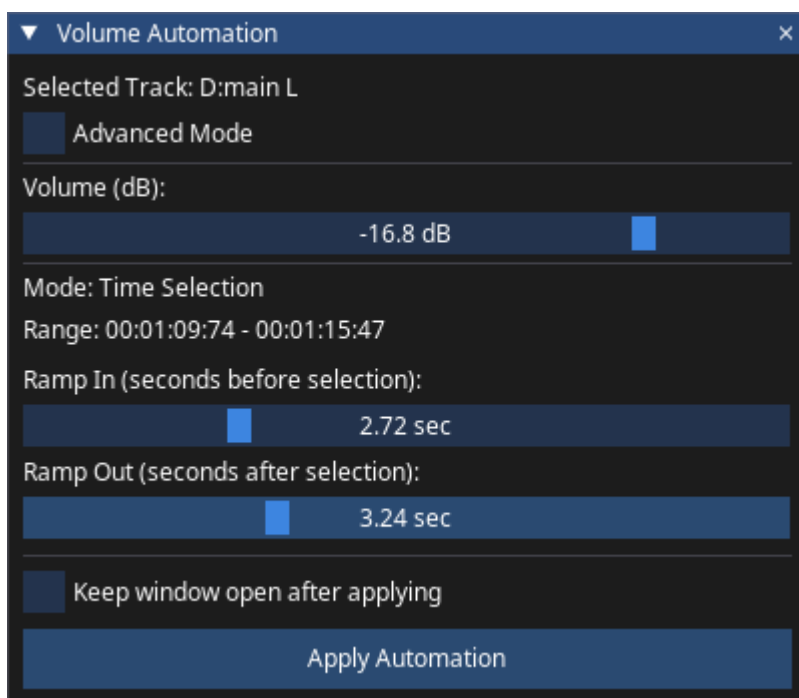 Volume Automation
Selected Track: D:main L
Advanced Mode
Volume (dB):
-16.8 dB
Mode: Time Selection
Range: 00:01:09:74 - 00:01:15:47
Ramp In (seconds before selection):
2.72 sec
Ramp Out (seconds after selection):
3.24 sec
Keep window open after applying
Apply Automation